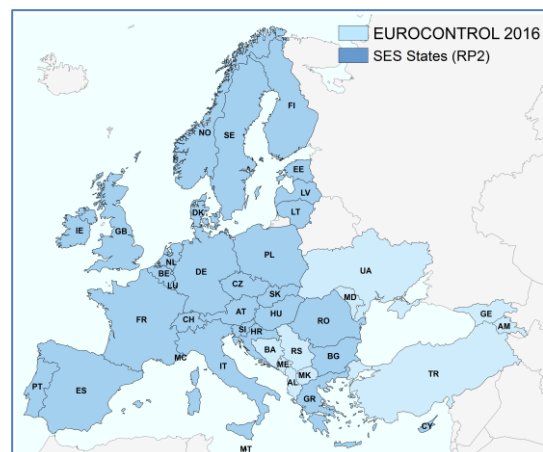 EUROCONTROL 2016
SES States (RP2)
FI
NO
SE
EE
LV
LT
DK
IE
GB
NL
BE
LU
DE
PL
CZ
SK
UA
MD
FR
CH
AT
HU
RO
SI
HR
BA
RS
ME
MK
AL
BG
GE
AM
MC
IT
PT
ES
GR
TR
CY
MT